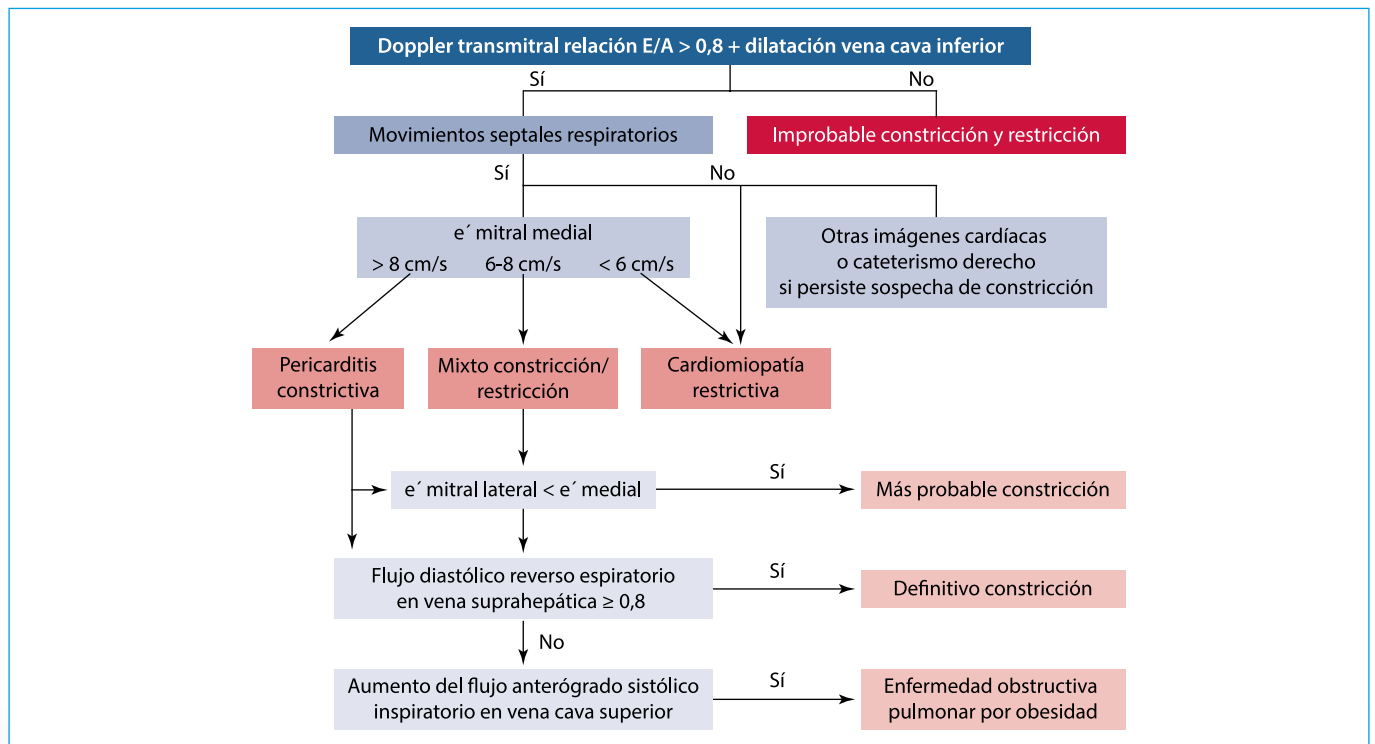 Doppler transmitral relación E/A > 0,8 + dilatación vena cava inferior
Sí
No
Movimientos septales respiratorios
Improbable constricción y restricción
Sí
No
e´ mitral medial
> 8 cm/s 6-8 cm/s < 6 cm/s
Otras imágenes cardíacas
o cateterismo derecho
si persiste sospecha de constricción
Pericarditis
constrictiva
Mixto constricción/
restricción
Cardiomiopatía
restrictiva
e´ mitral lateral < e´ medial
Sí
Más probable constricción
Flujo diastólico reverso espiratorio
en vena suprahepática ≥ 0,8
Sí
Definitivo constricción
No
Aumento del flujo anterógrado sistólico
inspiratorio en vena cava superior
Sí
Enfermedad obstructiva
pulmonar por obesidad